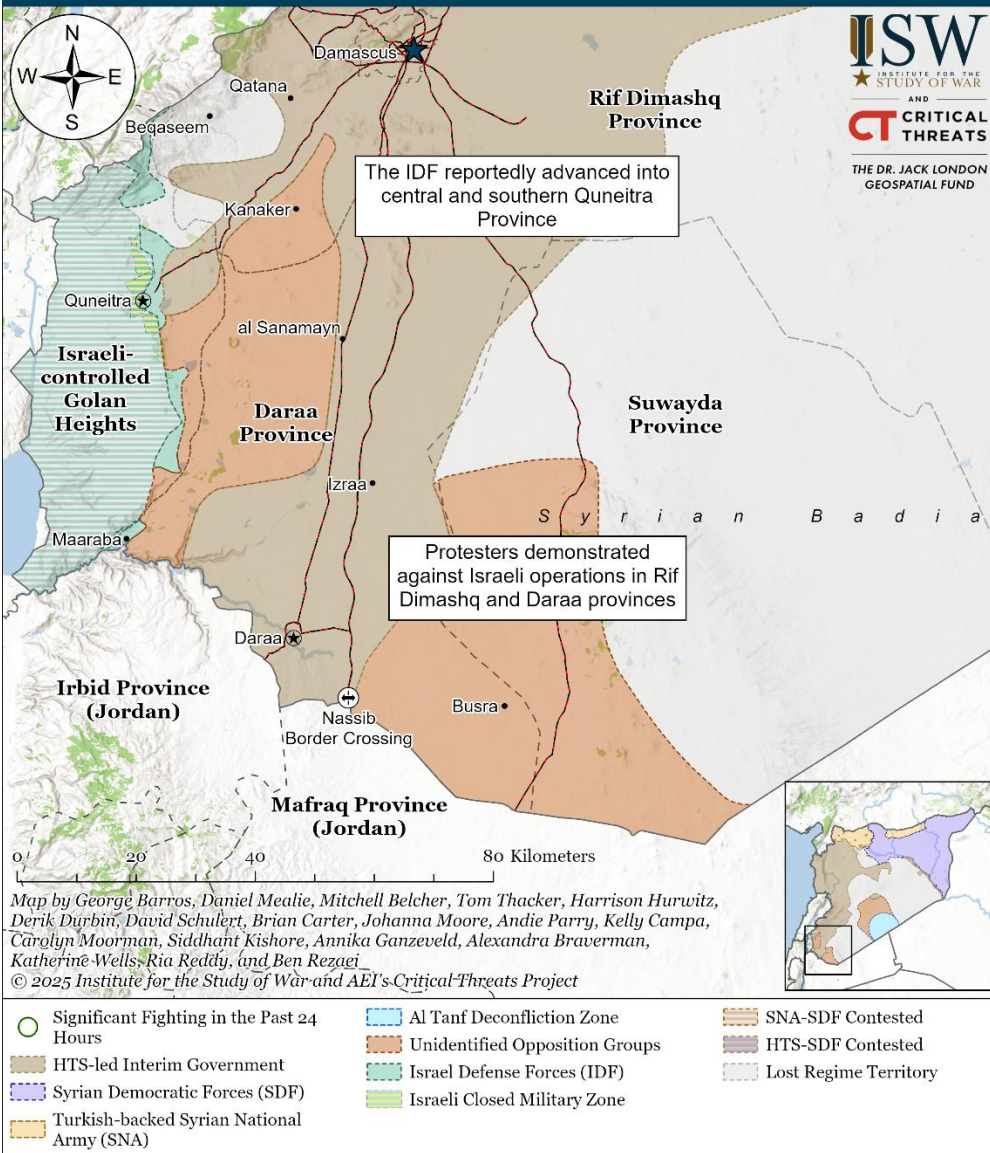 N
W
E
S
Damascus
Qatana
Beqaseem
Rif Dimashq
Province
ISW
INSTITUTE FOR THE
STUDY OF WAR
AND
CT CRITICAL
THREATS
THE DR. JACK LONDON
GEOSPATIAL FUND
The IDF reportedly advanced into
central and southern Quneitra
Province
Kanaker
Quneitra
al Sanamayn
Israeli-
controlled
Golan
Heights
Daraa
Province
Suwayda
Province
Izraa
Syrian Badia
Maaraba
Protesters demonstrated
against Israeli operations in Rif
Dimashq and Daraa provinces
Daraa
Irbid Province
(Jordan)
Nassib
Border Crossing
Busra
Mafraq Province
(Jordan)
0 20 40 80 Kilometers
Map by George Barros, Daniel Mealie, Mitchell Belcher, Tom Thacker, Harrison Hurwitz,
Derik Durbin, David Schulert, Brian Carter, Johanna Moore, Andie Parry, Kelly Campa,
Carolyn Moorman, Siddhant Kishore, Annika Ganzeveld, Alexandra Braverman,
Katherine Wells, Ria Reddy, and Ben Rezaei
© 2025 Institute for the Study of War and AEI's Critical Threats Project
Significant Fighting in the Past 24
Hours
HTS-led Interim Government
Syrian Democratic Forces (SDF)
Turkish-backed Syrian National
Army (SNA)
Al Tanf Deconfliction Zone
Unidentified Opposition Groups
Israel Defense Forces (IDF)
Israeli Closed Military Zone
SNA-SDF Contested
HTS-SDF Contested
Lost Regime Territory